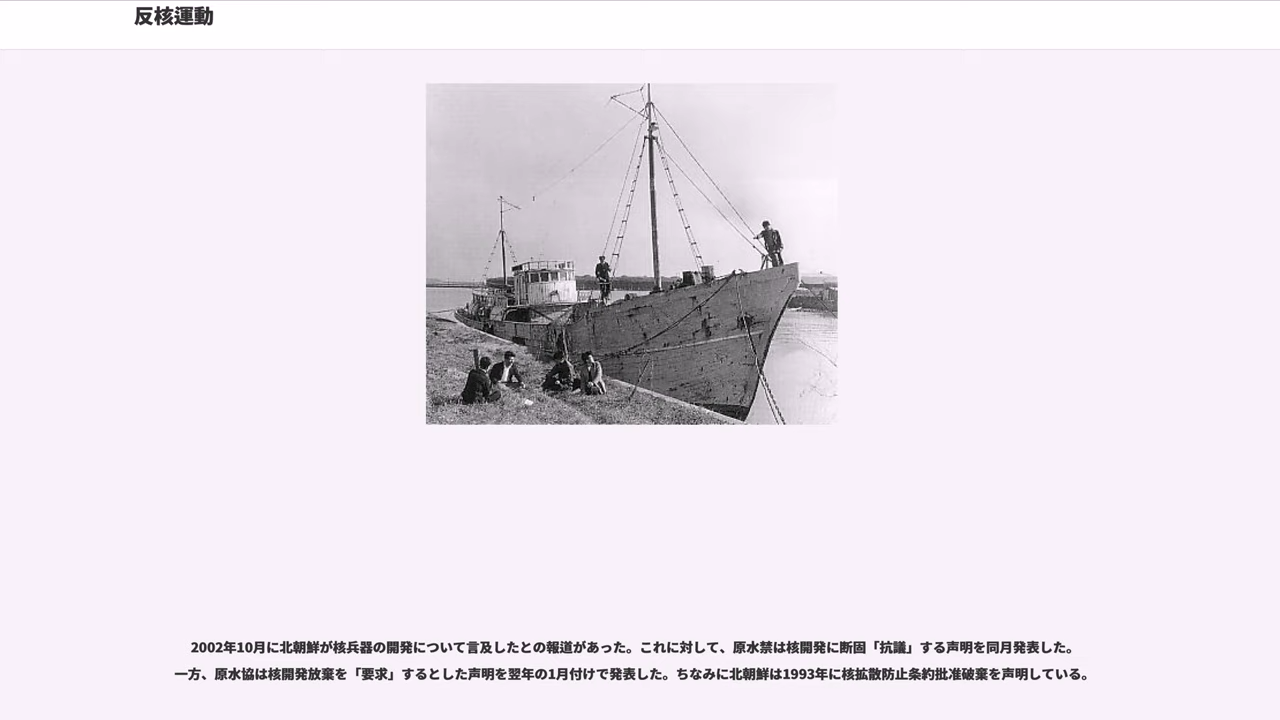 反核運動
2002年10月に北朝鮮が核兵器の開発について言及したとの報道があった。これに対して、原水禁は核開発に断固「抗議」する声明を同月発表した。
一方、原水協は核開発放棄を「要求」するとした声明を翌年の1月付けで発表した。ちなみに北朝鮮は1993年に核拡散防止条約批准破棄を声明している。